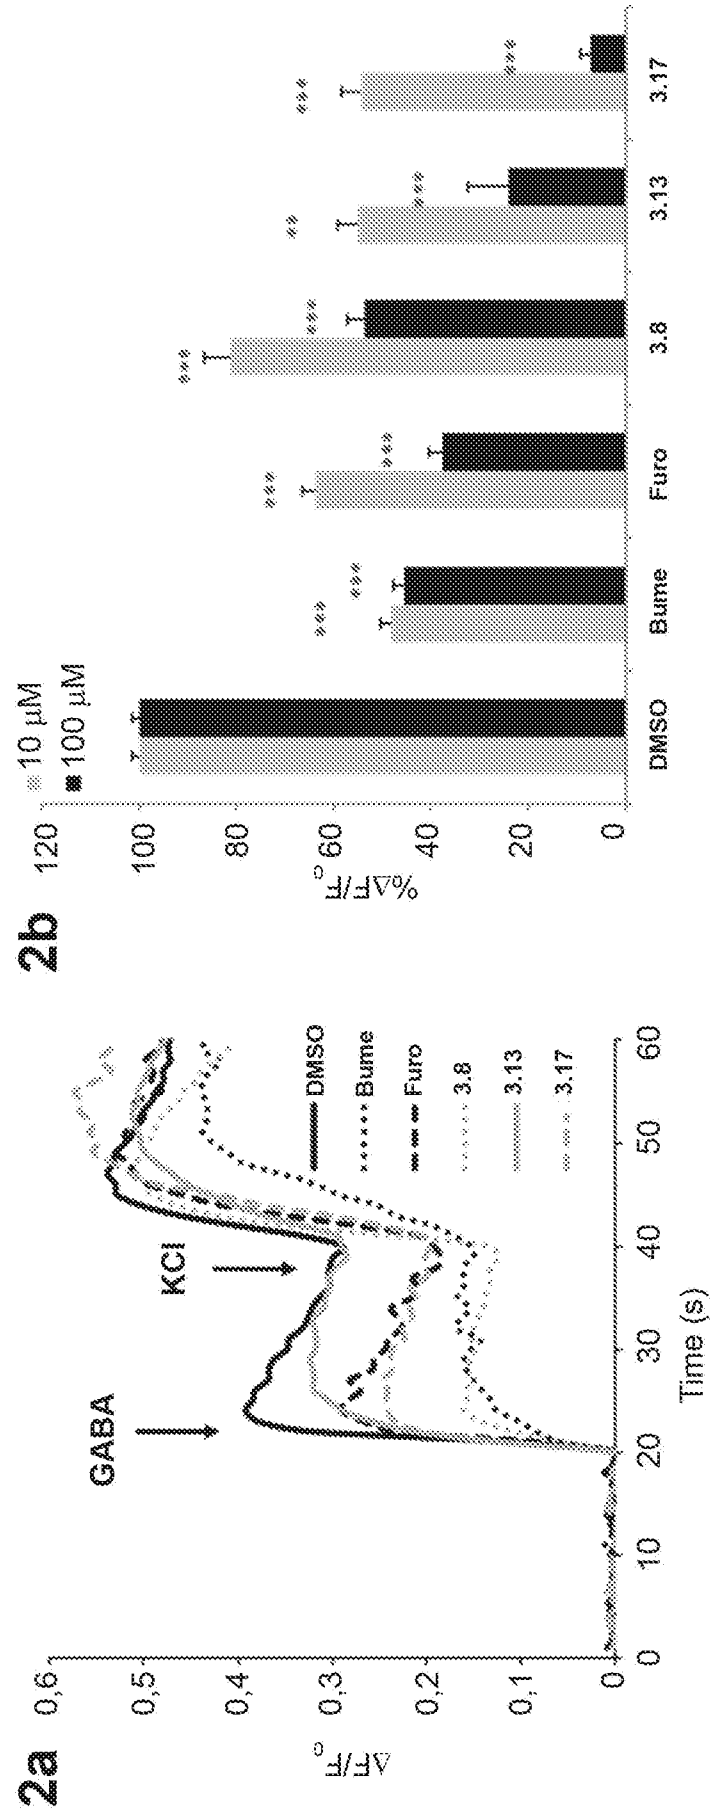 2a
ΔF/F₀
0,6
0,5
0,4
0,3
0,2
0,1
0
0
10
20
30
40
50
60
Time (s)
GABA
KCl
DMSO
Bume
Furo
3.8
3.13
3.17
2b
10 μM
100 μM
%ΔF/F₀
120
100
80
60
40
20
0
DMSO
Bume
Furo
3.8
3.13
3.17
***
***
***
***
***
***
**
***
***
***